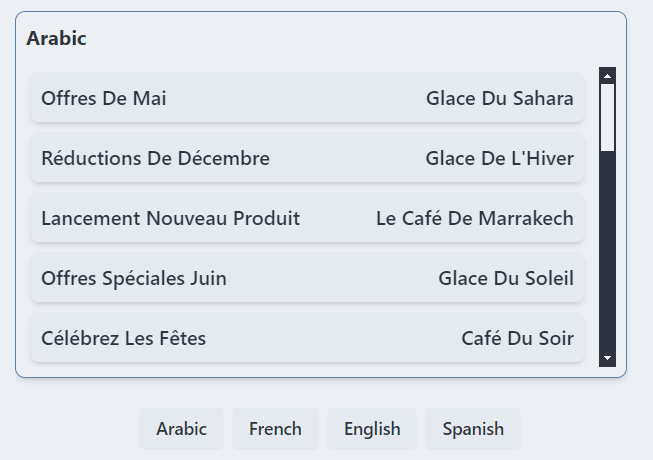 Arabic
Offres De Mai Glace Du Sahara
Réductions De Décembre Glace De L'Hiver
Lancement Nouveau Produit Le Café De Marrakech
Offres Spéciales Juin Glace Du Soleil
Célébrez Les Fêtes Café Du Soir
Arabic French English Spanish